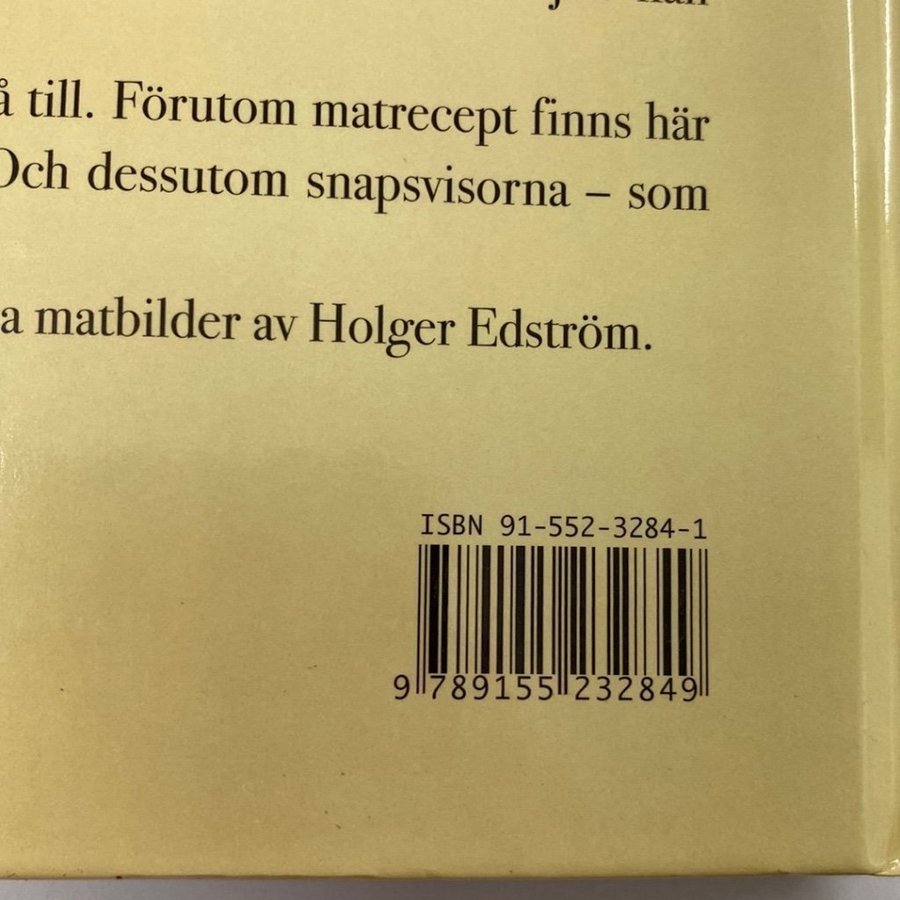 till. Förutom matrecept finns här
Och dessutom snapsvisorna – som
matbilder av Holger Edström.
ISBN 91-552-3284-1
9 789155 232849